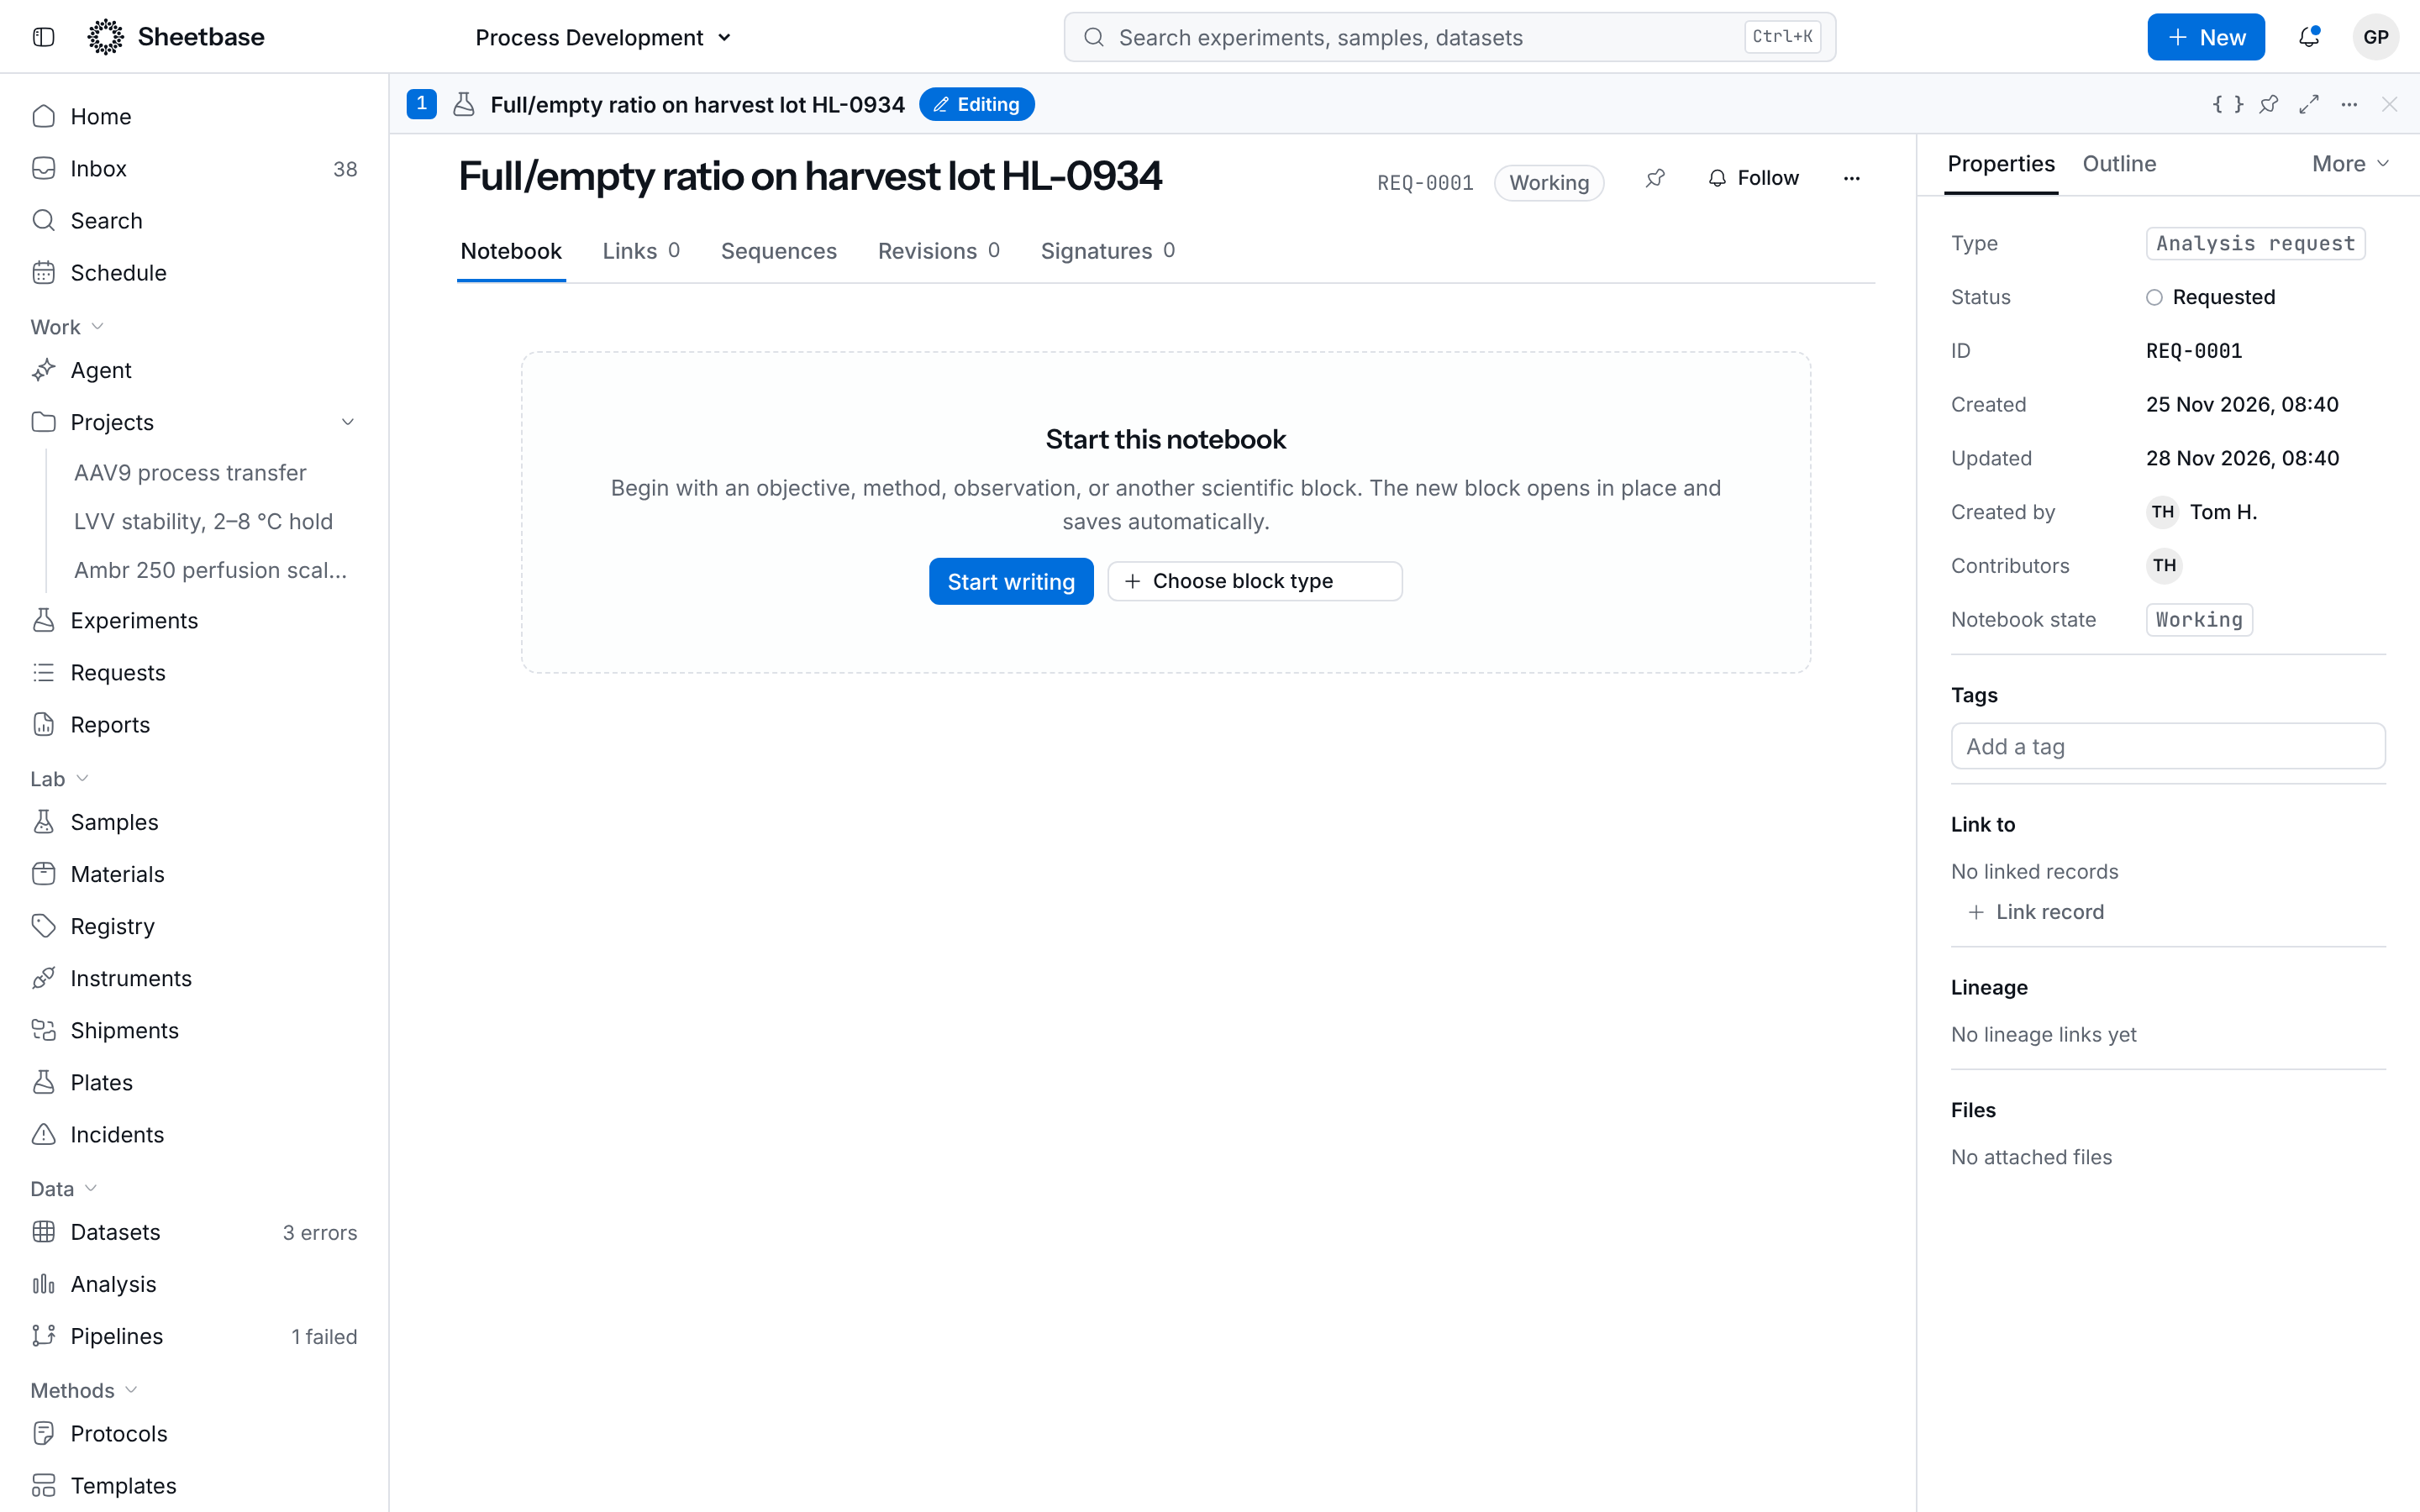 Sheetbase
Process Development
Search experiments, samples, datasets
Ctrl+K
New
GP
Home
Inbox 38
Search
Schedule
Work
Agent
Projects
AAV9 process transfer
LVV stability, 2–8 °C hold
Ambr 250 perfusion scal...
Experiments
Requests
Reports
Lab
Samples
Materials
Registry
Instruments
Shipments
Plates
Incidents
Data
Datasets 3 errors
Analysis
Pipelines 1 failed
Methods
Protocols
Templates
1 Full/empty ratio on harvest lot HL-0934 Editing
Full/empty ratio on harvest lot HL-0934
REQ-0001 Working Follow
Notebook Links 0 Sequences Revisions 0 Signatures 0
Start this notebook
Begin with an objective, method, observation, or another scientific block. The new block opens in place and
saves automatically.
Start writing
Choose block type
Properties Outline More
Type Analysis request
Status Requested
ID REQ-0001
Created 25 Nov 2026, 08:40
Updated 28 Nov 2026, 08:40
Created by TH Tom H.
Contributors TH
Notebook state Working
Tags
Add a tag
Link to
No linked records
Link record
Lineage
No lineage links yet
Files
No attached files